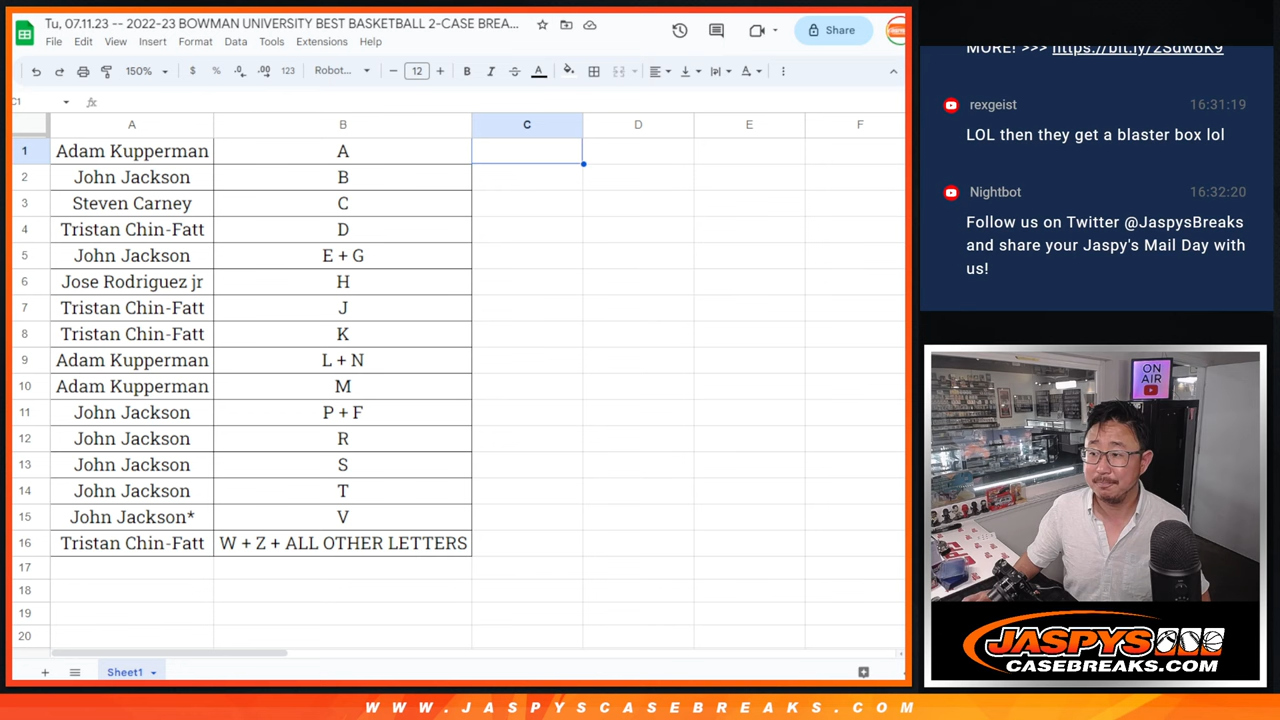 Tu, 07.11.23 -- 2022-23 BOWMAN UNIVERSITY BEST BASKETBALL 2-CASE BREA...
Share
File Edit View Insert Format Data Tools Extensions Help
150% $ % .0 .00 123 Robot... 12 B I A A
C1 fx
A B C D E F
1 Adam Kupperman A
2 John Jackson B
3 Steven Carney C
4 Tristan Chin-Fatt D
5 John Jackson E + G
6 Jose Rodriguez jr H
7 Tristan Chin-Fatt J
8 Tristan Chin-Fatt K
9 Adam Kupperman L + N
10 Adam Kupperman M
11 John Jackson P + F
12 John Jackson R
13 John Jackson S
14 John Jackson T
15 John Jackson* V
16 Tristan Chin-Fatt W + Z + ALL OTHER LETTERS
17
18
19
20
Sheet1
MORE! >>> https://bit.ly/2Sdw6K9
rexgeist 16:31:19
LOL then they get a blaster box lol
Nightbot 16:32:20
Follow us on Twitter @JaspysBreaks
and share your Jaspy's Mail Day with
us!
ON
AIR
JASPYS
CASEBREAKS.COM
WWW.JASPYSCASEBREAKS.COM